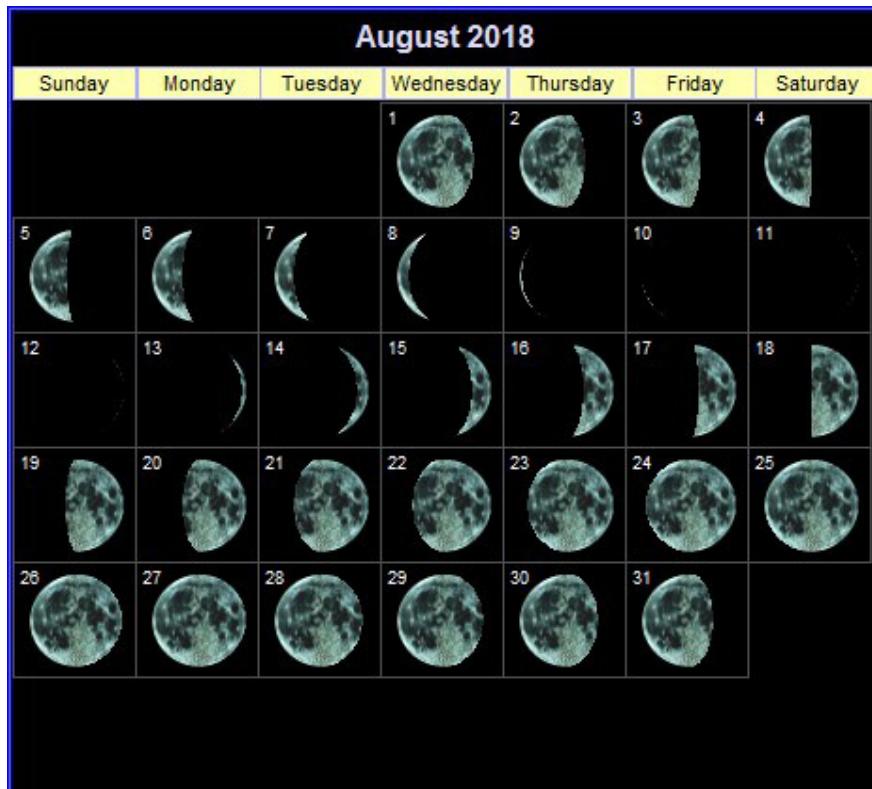 August 2018
Sunday Monday Tuesday Wednesday Thursday Friday Saturday
1 2 3 4
5 6 7 8 9 10 11
12 13 14 15 16 17 18
19 20 21 22 23 24 25
26 27 28 29 30 31